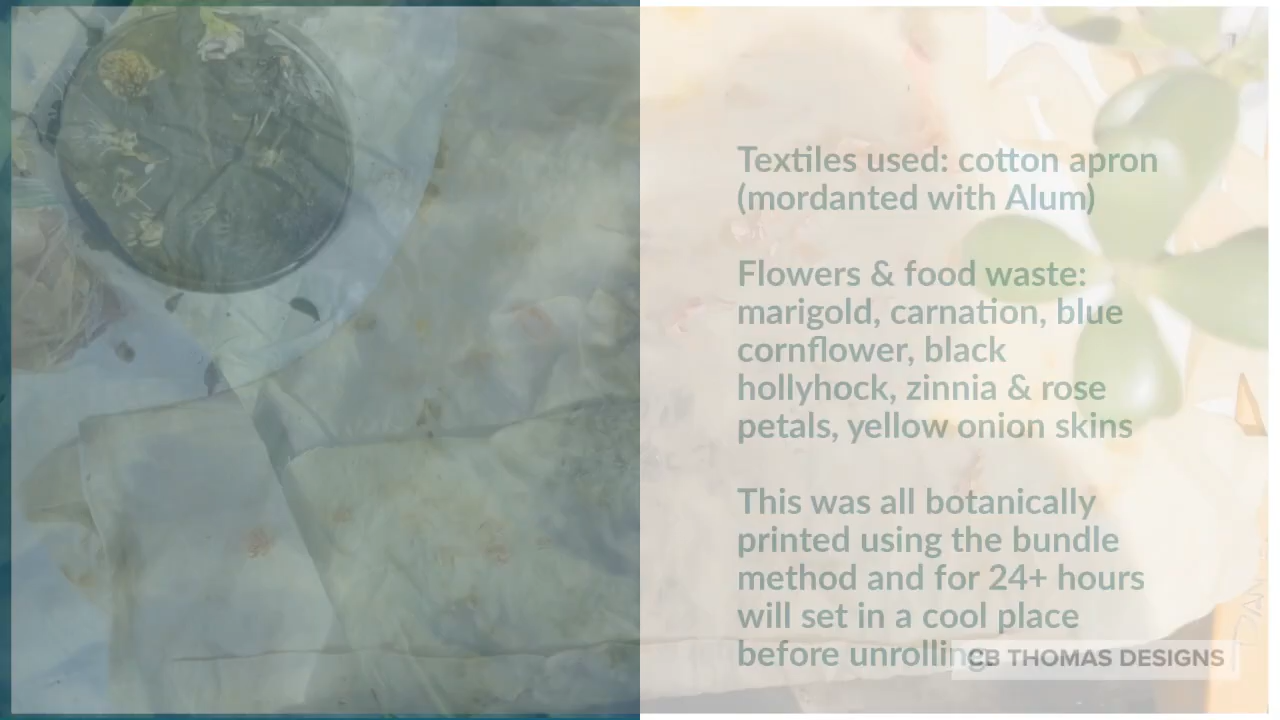 Textiles used: cotton apron
(mordanted with Alum)
Flowers & food waste:
marigold, carnation, blue
cornflower, black
hollyhock, zinnia & rose
petals, yellow onion skins
This was all botanically
printed using the bundle
method and for 24+ hours
will set in a cool place
before unrolling
CB THOMAS DESIGNS